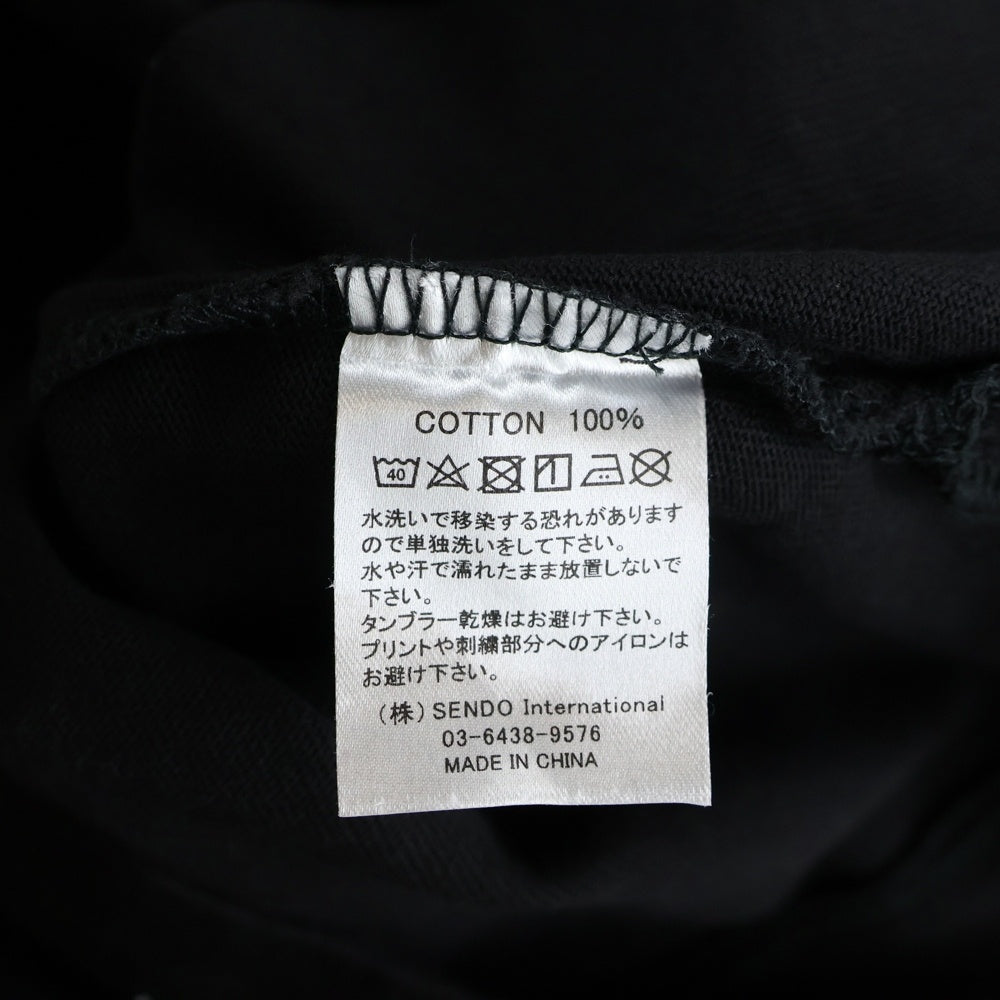 COTTON 100%
40
水洗いで移染する恐れがあります
ので単独洗いをして下さい。
水や汗で濡れたまま放置しないで
下さい。
タンブラー乾燥はお避け下さい。
プリントや刺繍部分へのアイロンは
お避け下さい。
(株) SENDO International
03-6438-9576
MADE IN CHINA